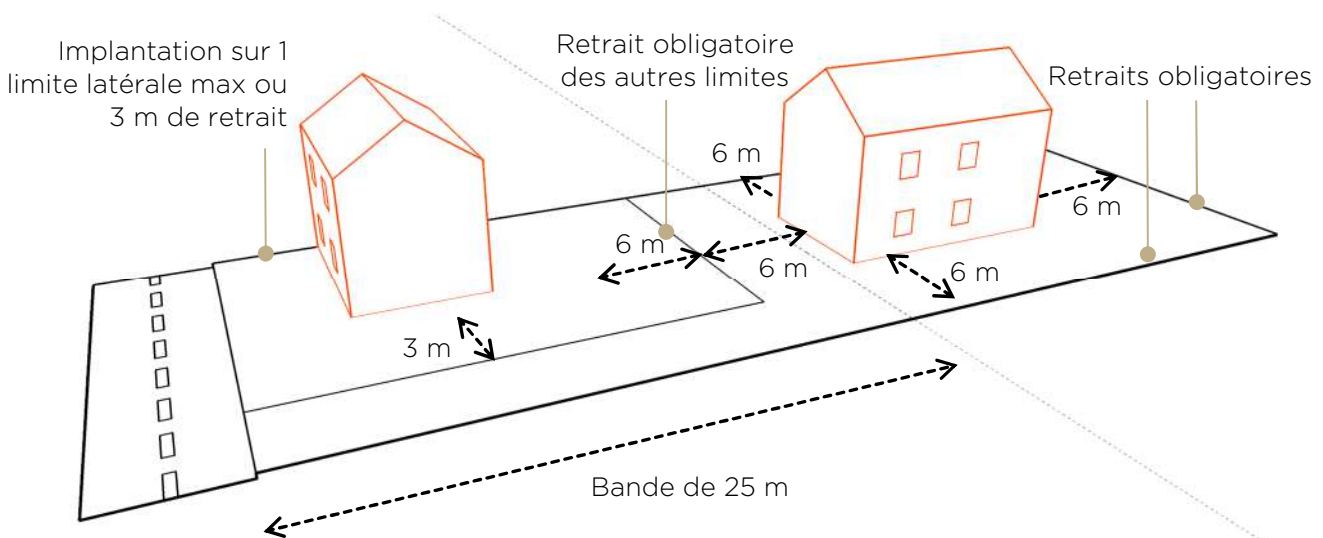 Implantation sur 1
limite latérale max ou
3 m de retrait
Retrait obligatoire
des autres limites
Retraits obligatoires
6 m
6 m
6 m
6 m
6 m
3 m
Bande de 25 m